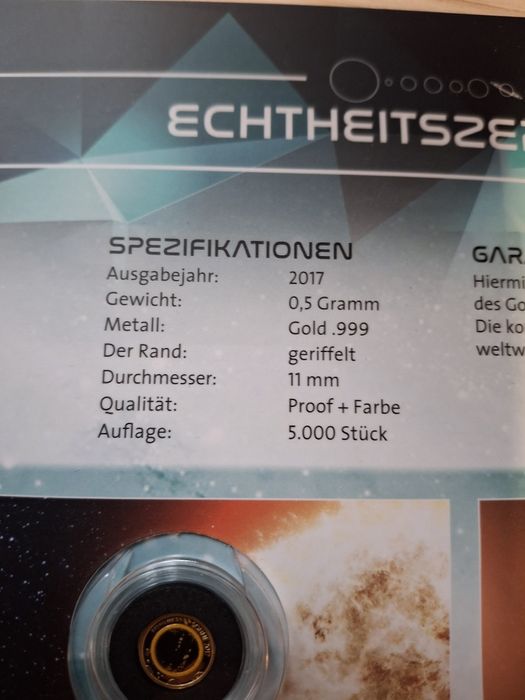 ECHTHEITSZE
SPEZIFIKATIONEN
Ausgabejahr: 2017
Gewicht: 0,5 Gramm
Metall: Gold .999
Der Rand: geriffelt
Durchmesser: 11 mm
Qualität: Proof + Farbe
Auflage: 5.000 Stück
GAR
Hiermi
des Go
Die ko
weltw